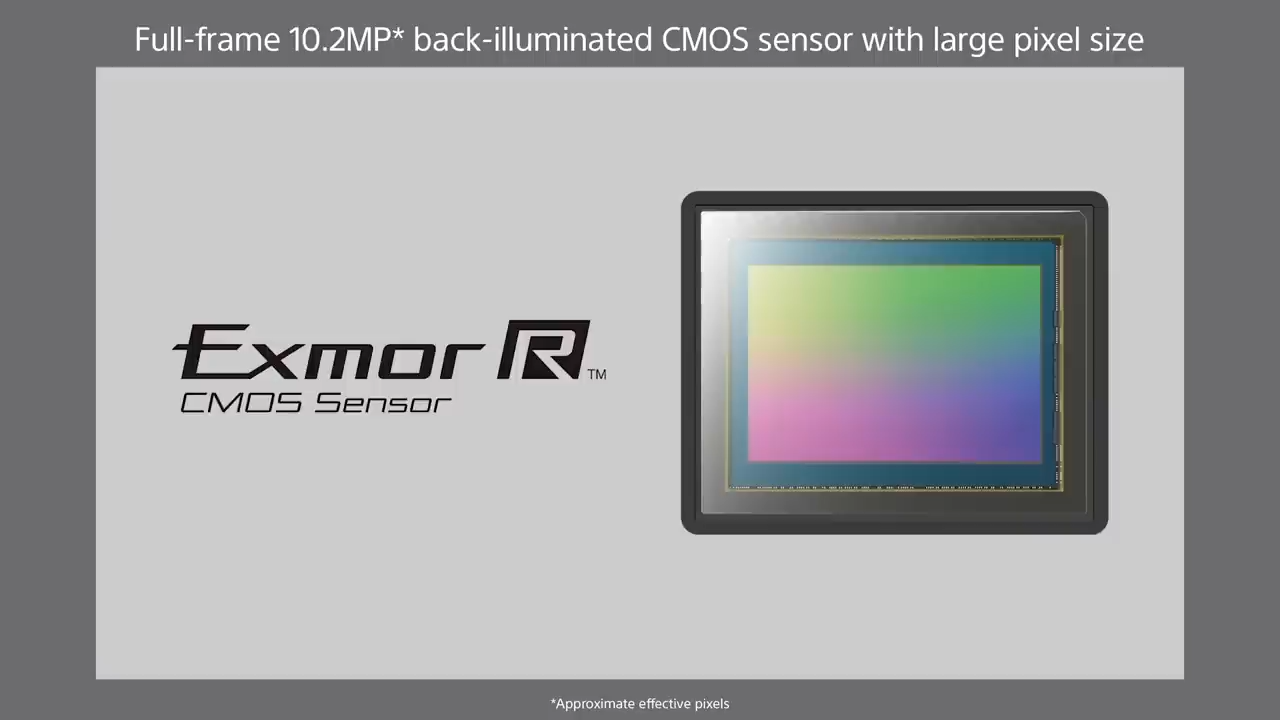 Full-frame 10.2MP* back-illuminated CMOS sensor with large pixel size
Exmor R™
CMOS Sensor
*Approximate effective pixels